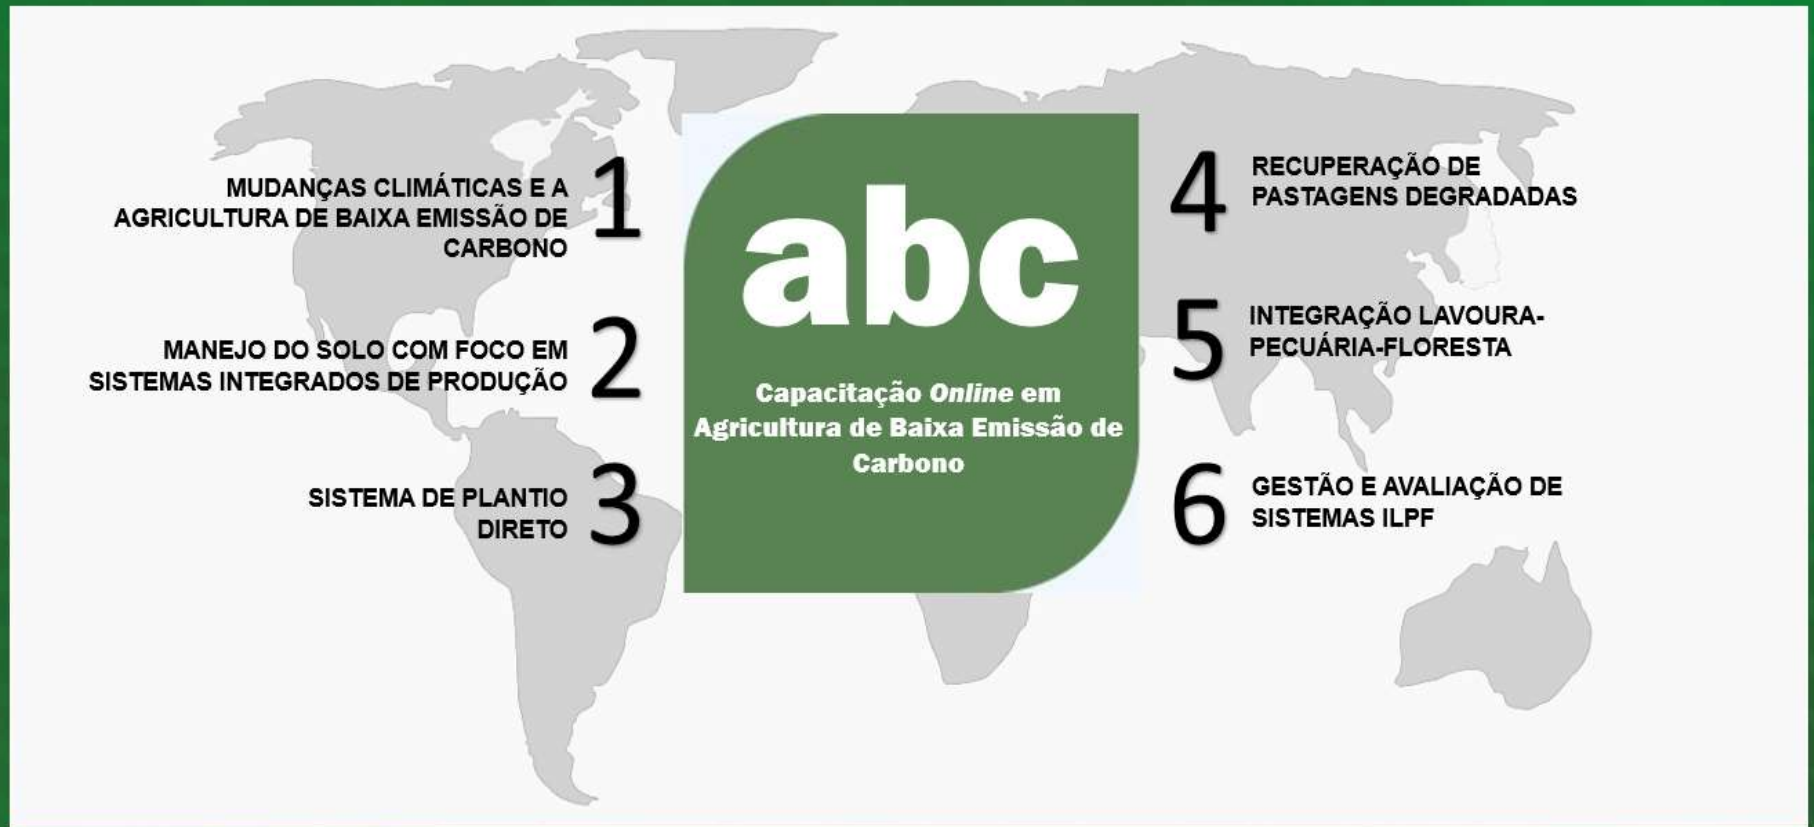 1
MUDANÇAS CLIMÁTICAS E A
AGRICULTURA DE BAIXA EMISSÃO DE
CARBONO
2
MANEJO DO SOLO COM FOCO EM
SISTEMAS INTEGRADOS DE PRODUÇÃO
3
SISTEMA DE PLANTIO
DIRETO
abc
Capacitação Online em
Agricultura de Baixa Emissão de
Carbono
4
RECUPERAÇÃO DE
PASTAGENS DEGRADADAS
5
INTEGRAÇÃO LAVOURA-
PECUÁRIA-FLORESTA
6
GESTÃO E AVALIAÇÃO DE
SISTEMAS ILPF